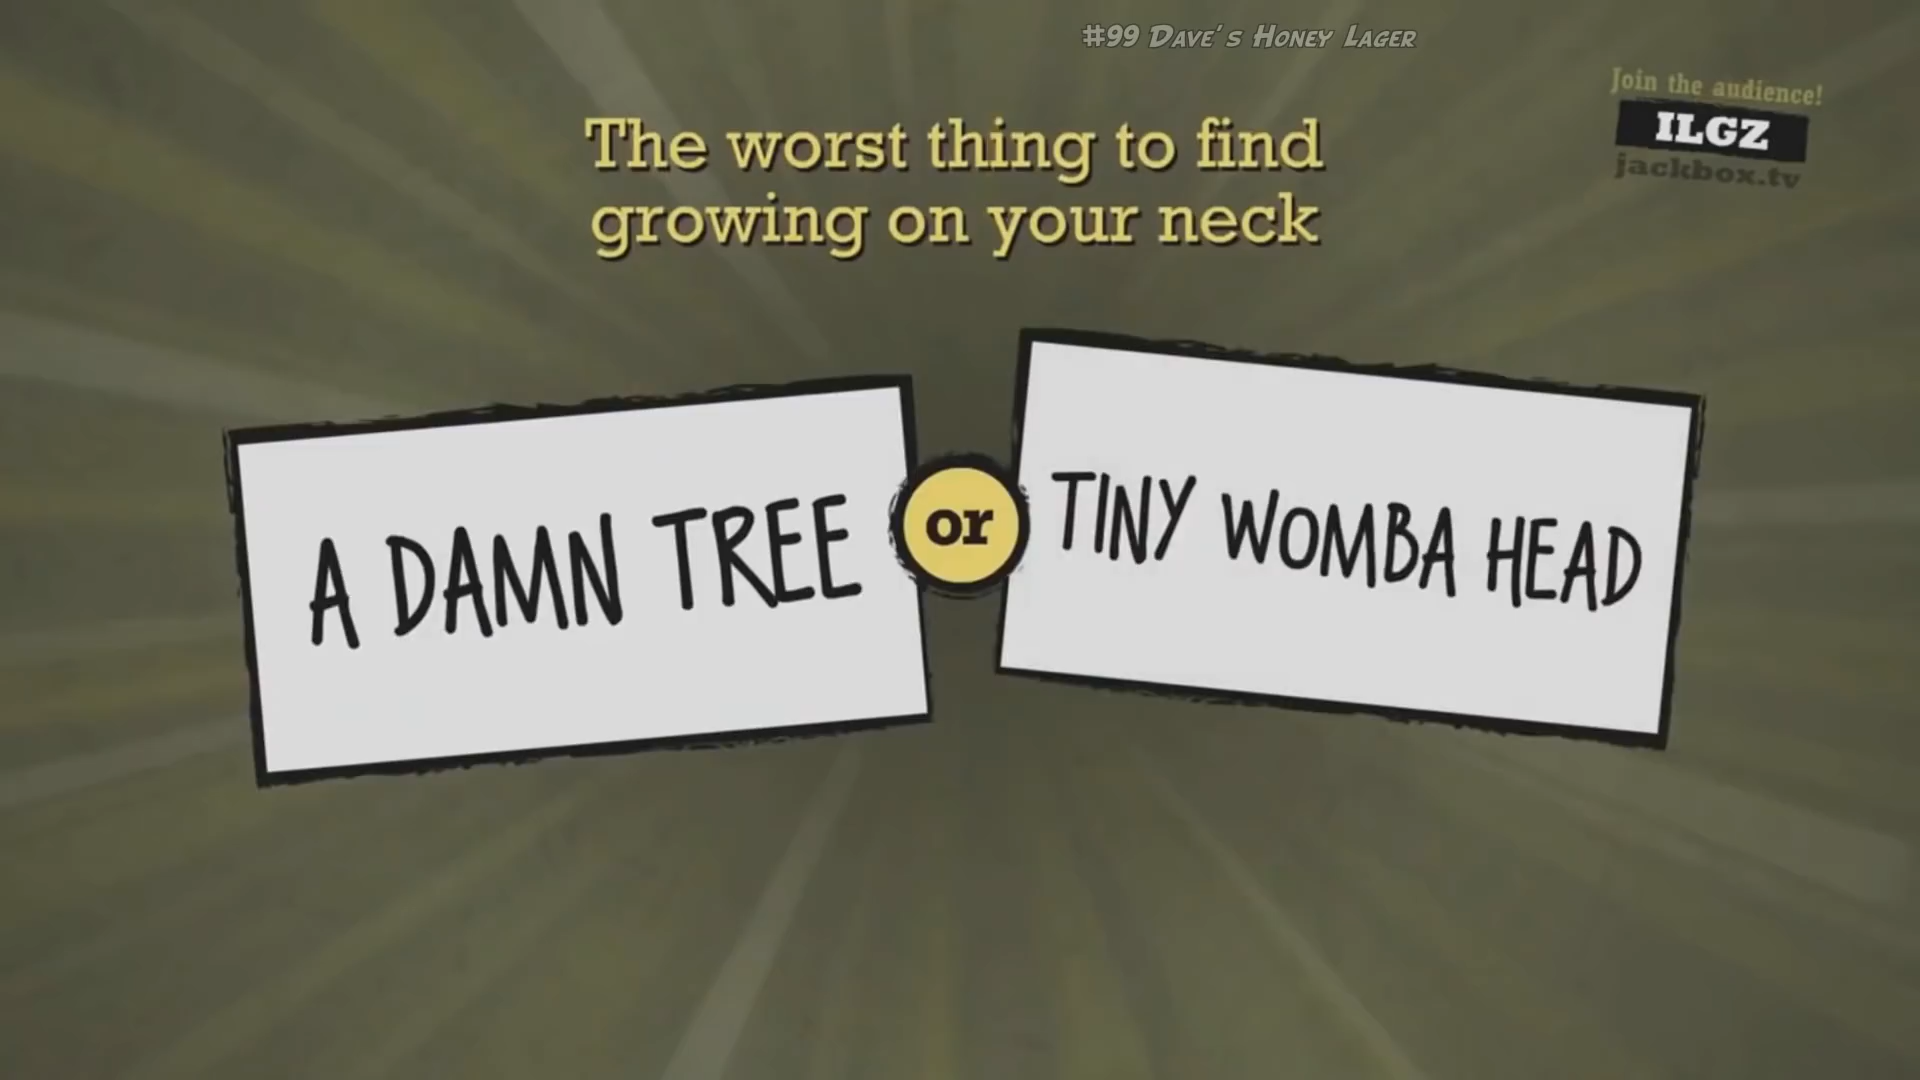 #99 Dave's Honey Lager
Join the audience!
ILGZ
jackbox.tv
The worst thing to find
growing on your neck
A DAMN TREE
or
TINY WOMBA HEAD